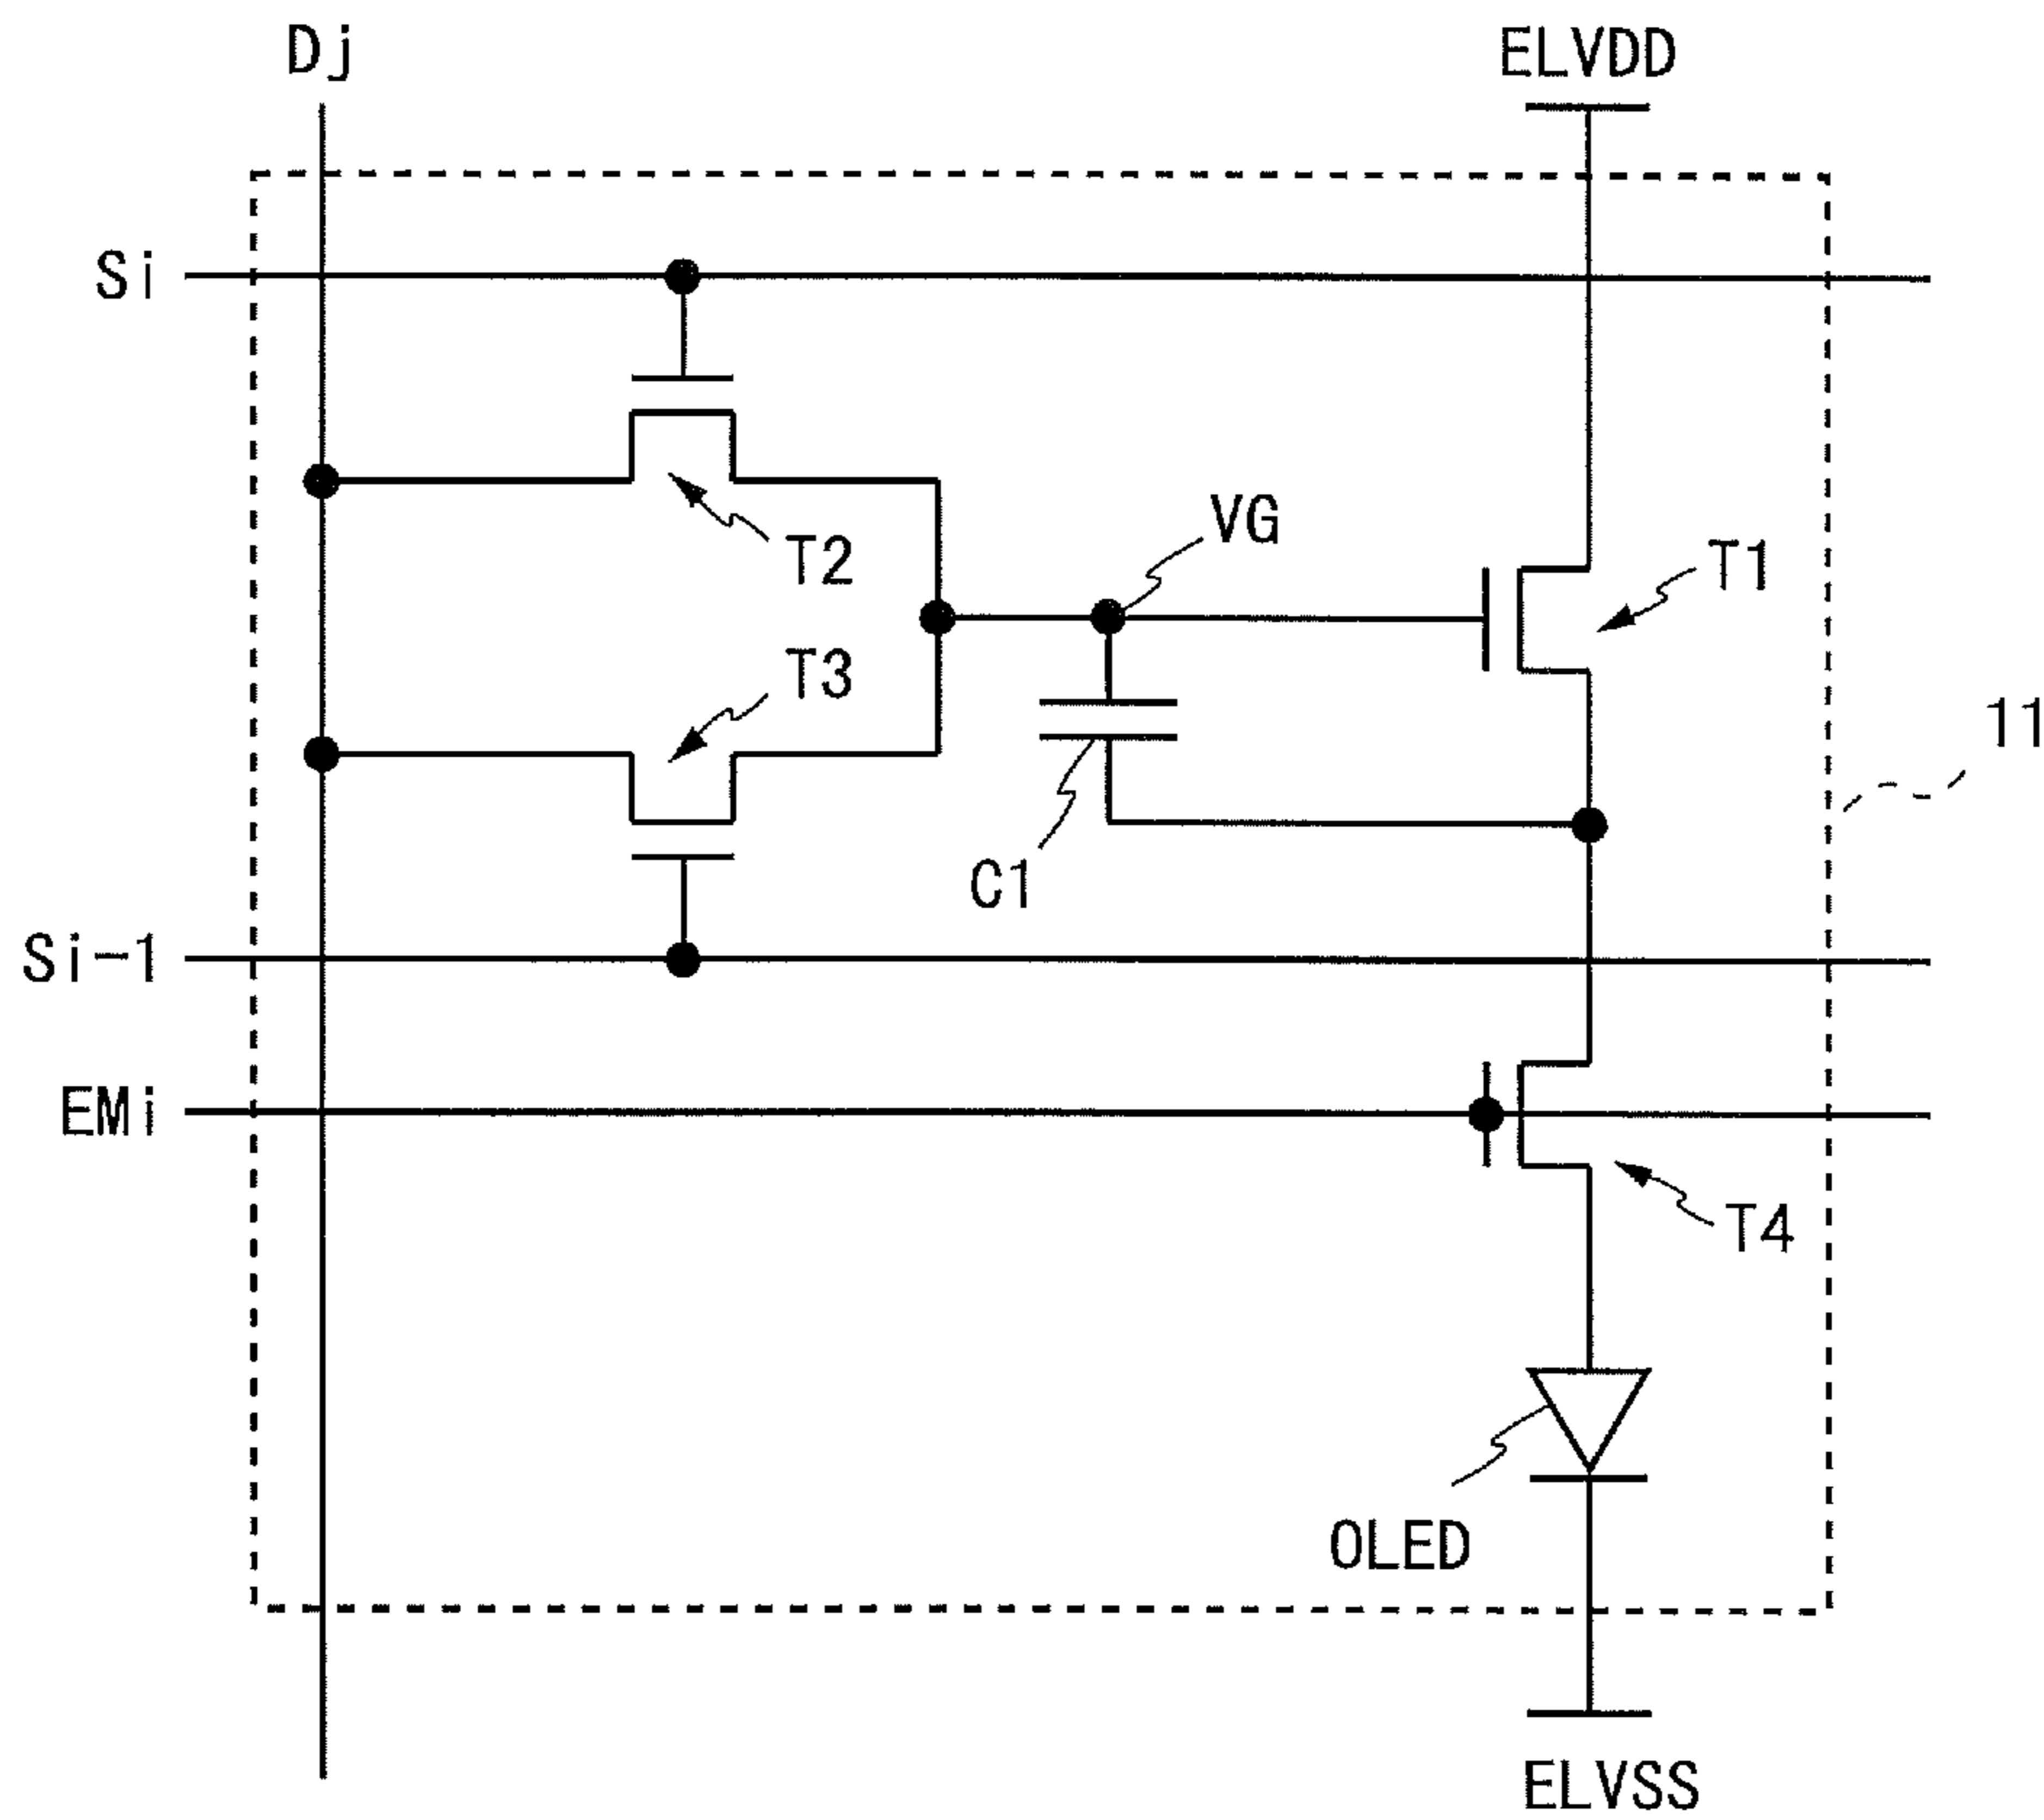 Dj
ELVDD
Si
VG
T1
T2
T3
11
C1
Si-1
EMi
T4
OLED
ELVSS